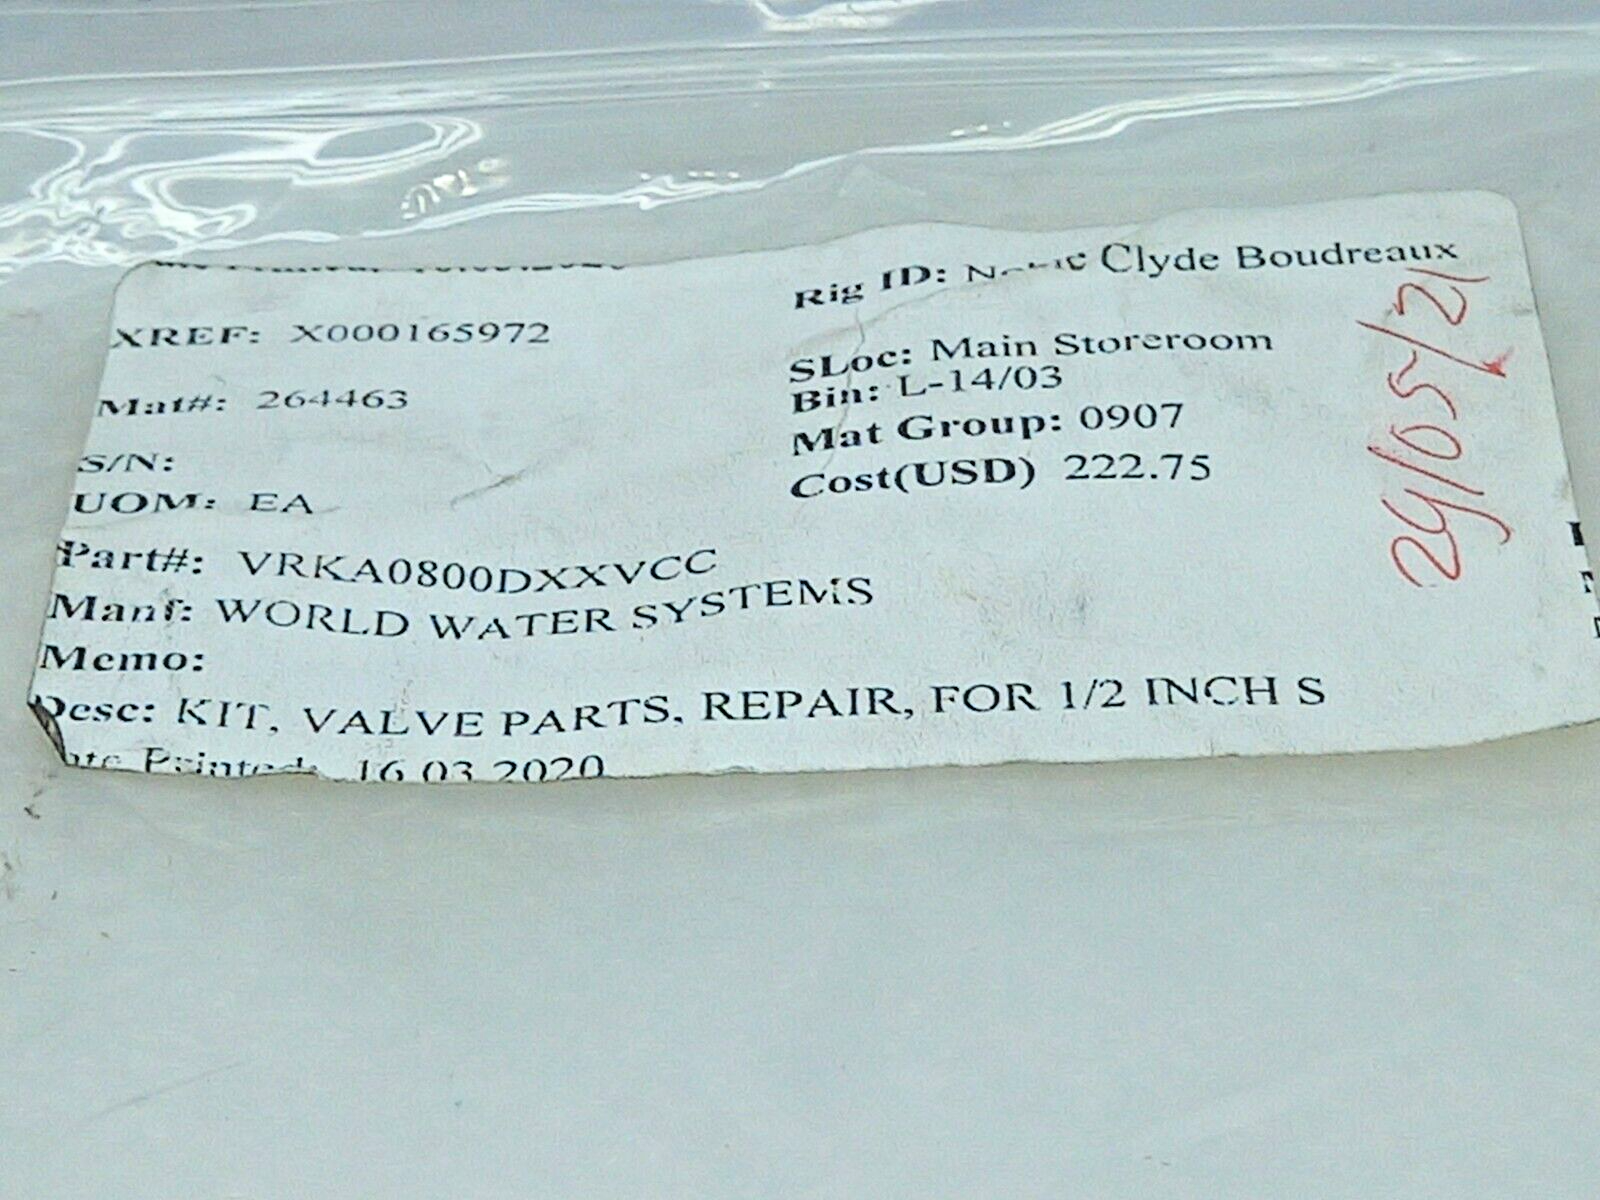 Rig ID: Clyde Boudreaux
XREF: X000165972
SLoc: Main Storeroom
Mat#: 264463
Bin: L-14/03
Mat Group: 0907
S/N:
Cost(USD) 222.75
UOM: EA
Part#: VRKA0800DXXVCC
Manf: WORLD WATER SYSTEMS
Memo:
Desc: KIT, VALVE PARTS, REPAIR, FOR 1/2 INCH S
Printed: 16.03.2020
29/05/21